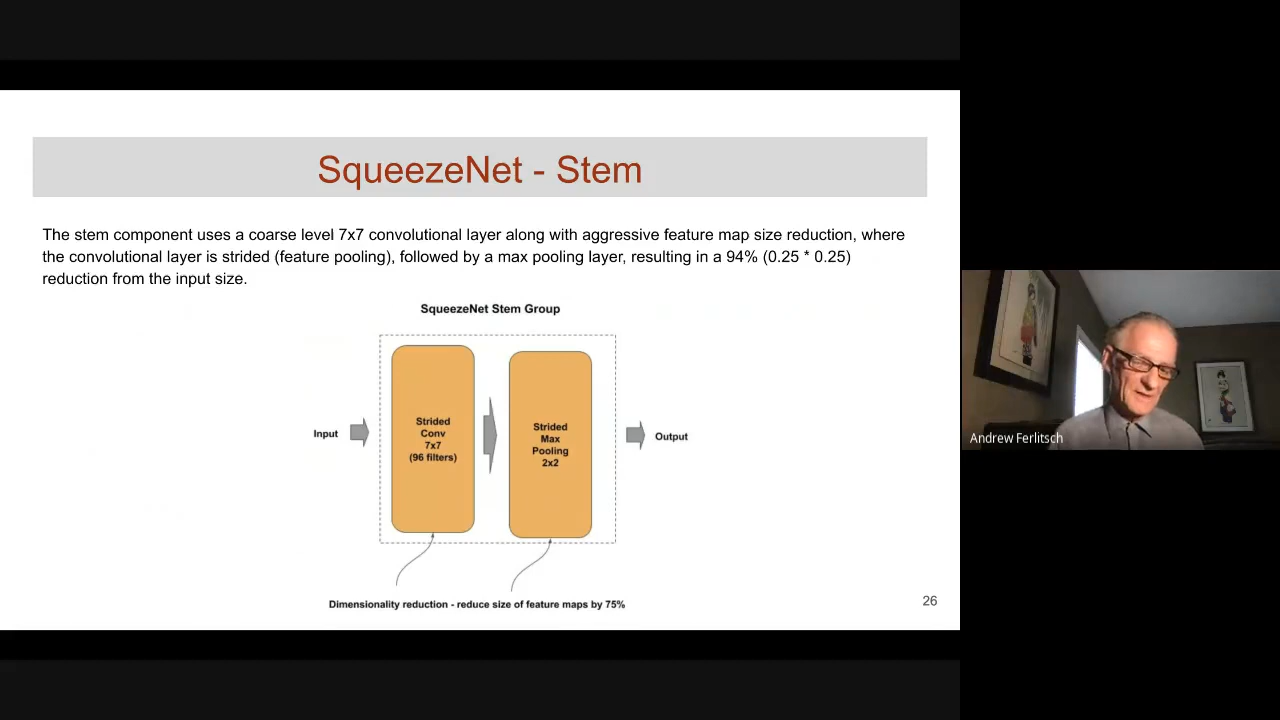 SqueezeNet - Stem
The stem component uses a coarse level 7x7 convolutional layer along with aggressive feature map size reduction, where
the convolutional layer is strided (feature pooling), followed by a max pooling layer, resulting in a 94% (0.25 * 0.25)
reduction from the input size.
SqueezeNet Stem Group
Input
Strided
Conv
7x7
(96 filters)
Strided
Max
Pooling
2x2
Output
Dimensionality reduction - reduce size of feature maps by 75%
26
Andrew Ferlitsch